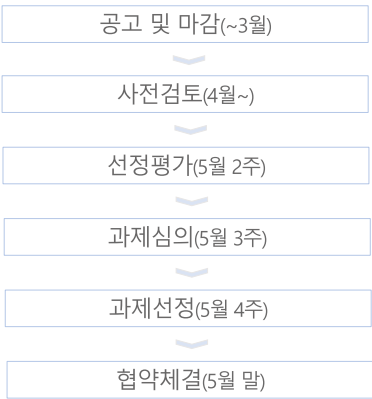 공고 및 마감(~3월)
사전검토(4월~)
선정평가(5월 2주)
과제심의(5월 3주)
과제선정(5월 4주)
협약체결(5월 말)